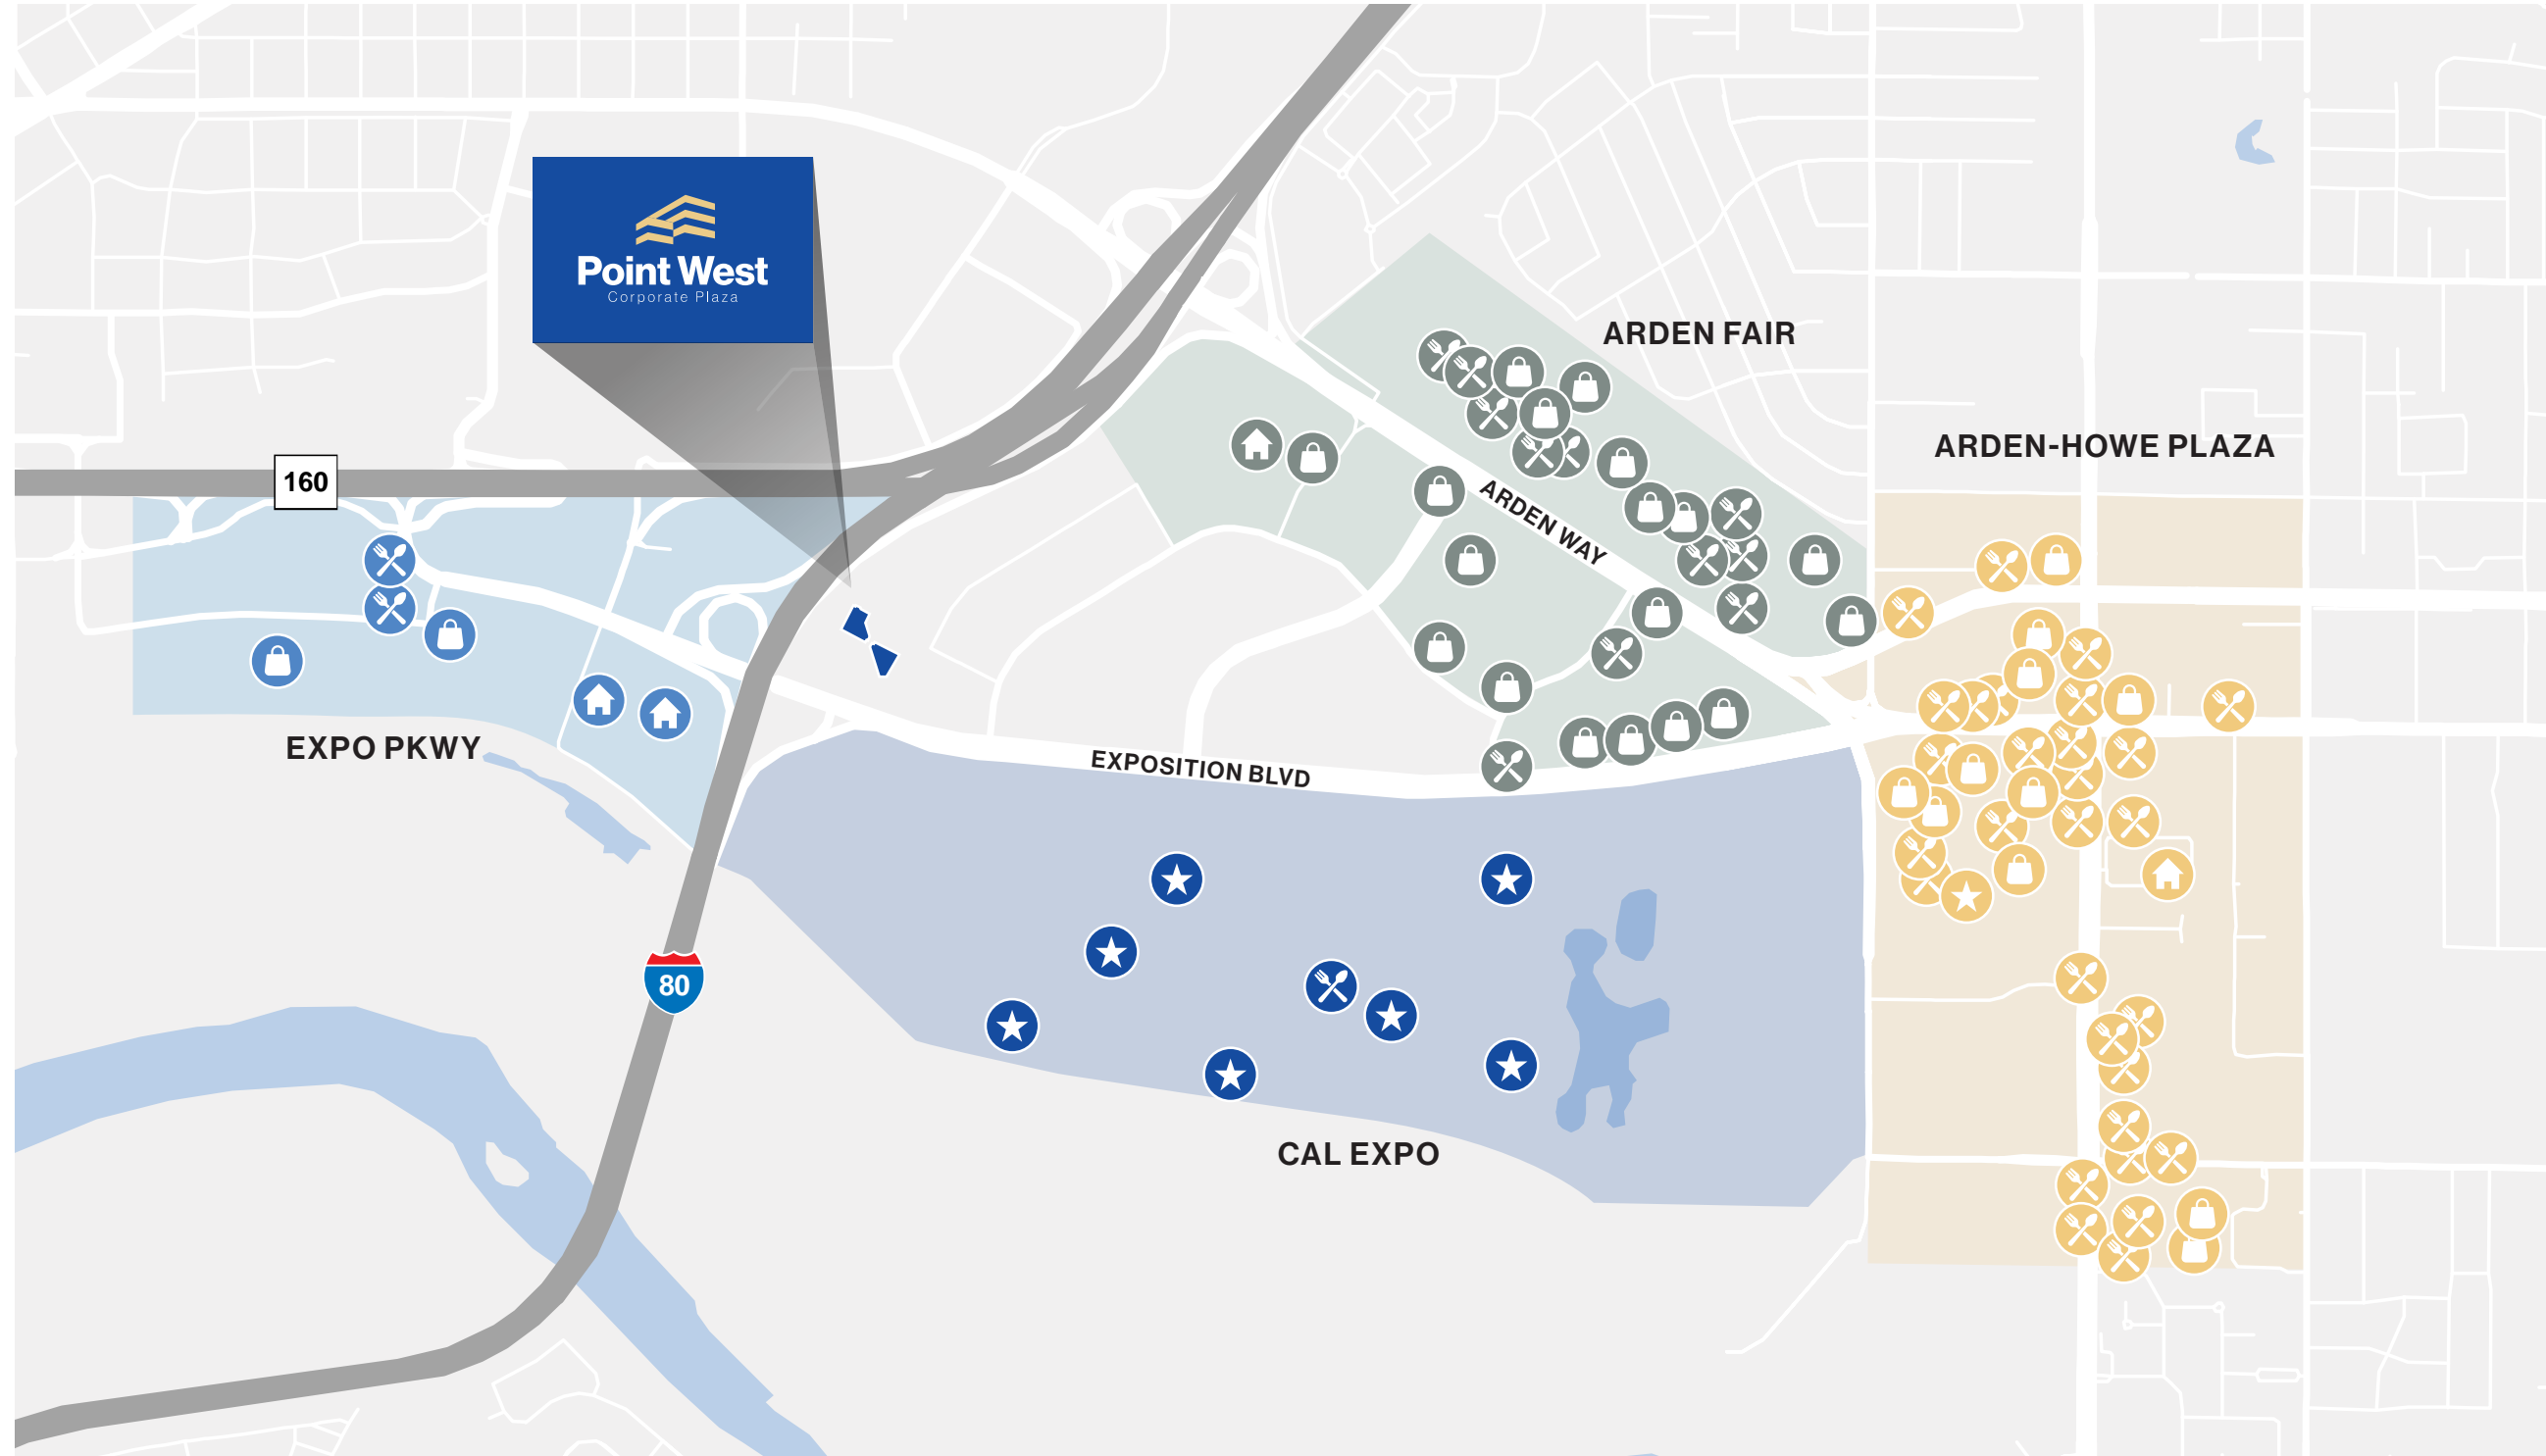 Point West
Corporate Plaza
ARDEN FAIR
ARDEN-HOWE PLAZA
160
ARDEN WAY
EXPO PKWY
EXPOSITION BLVD
80
CAL EXPO